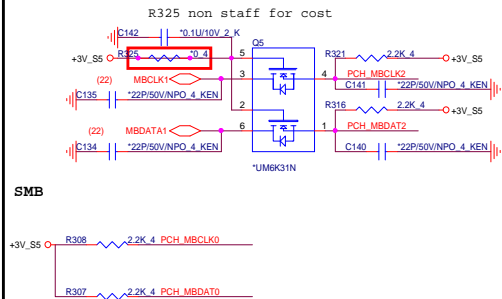 R325 non staff for cost
C142 *0.1U/10V_2_K
Q5
+3V_S5 R325 *0_4 5 R321 2.2K_4 +3V_S5
(22) MBCLK1 3 4 PCH_MBCLK2
C135 *22P/50V/NPO_4_KEN C141 *22P/50V/NPO_4_KEN
2 R316 2.2K_4 +3V_S5
(22) MBDATA1 6 1 PCH_MBDAT2
C134 *22P/50V/NPO_4_KEN C140 *22P/50V/NPO_4_KEN
*UM6K31N
SMB
+3V_S5 R308 2.2K_4 PCH_MBCLK0
R307 2.2K_4 PCH_MBDAT0